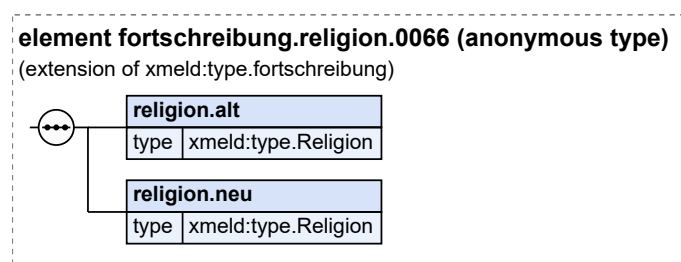 element fortschreibung.religion.0066 (anonymous type)
(extension of xmeld:type.fortschreibung)
religion.alt
type xmeld:type.Religion
religion.neu
type xmeld:type.Religion